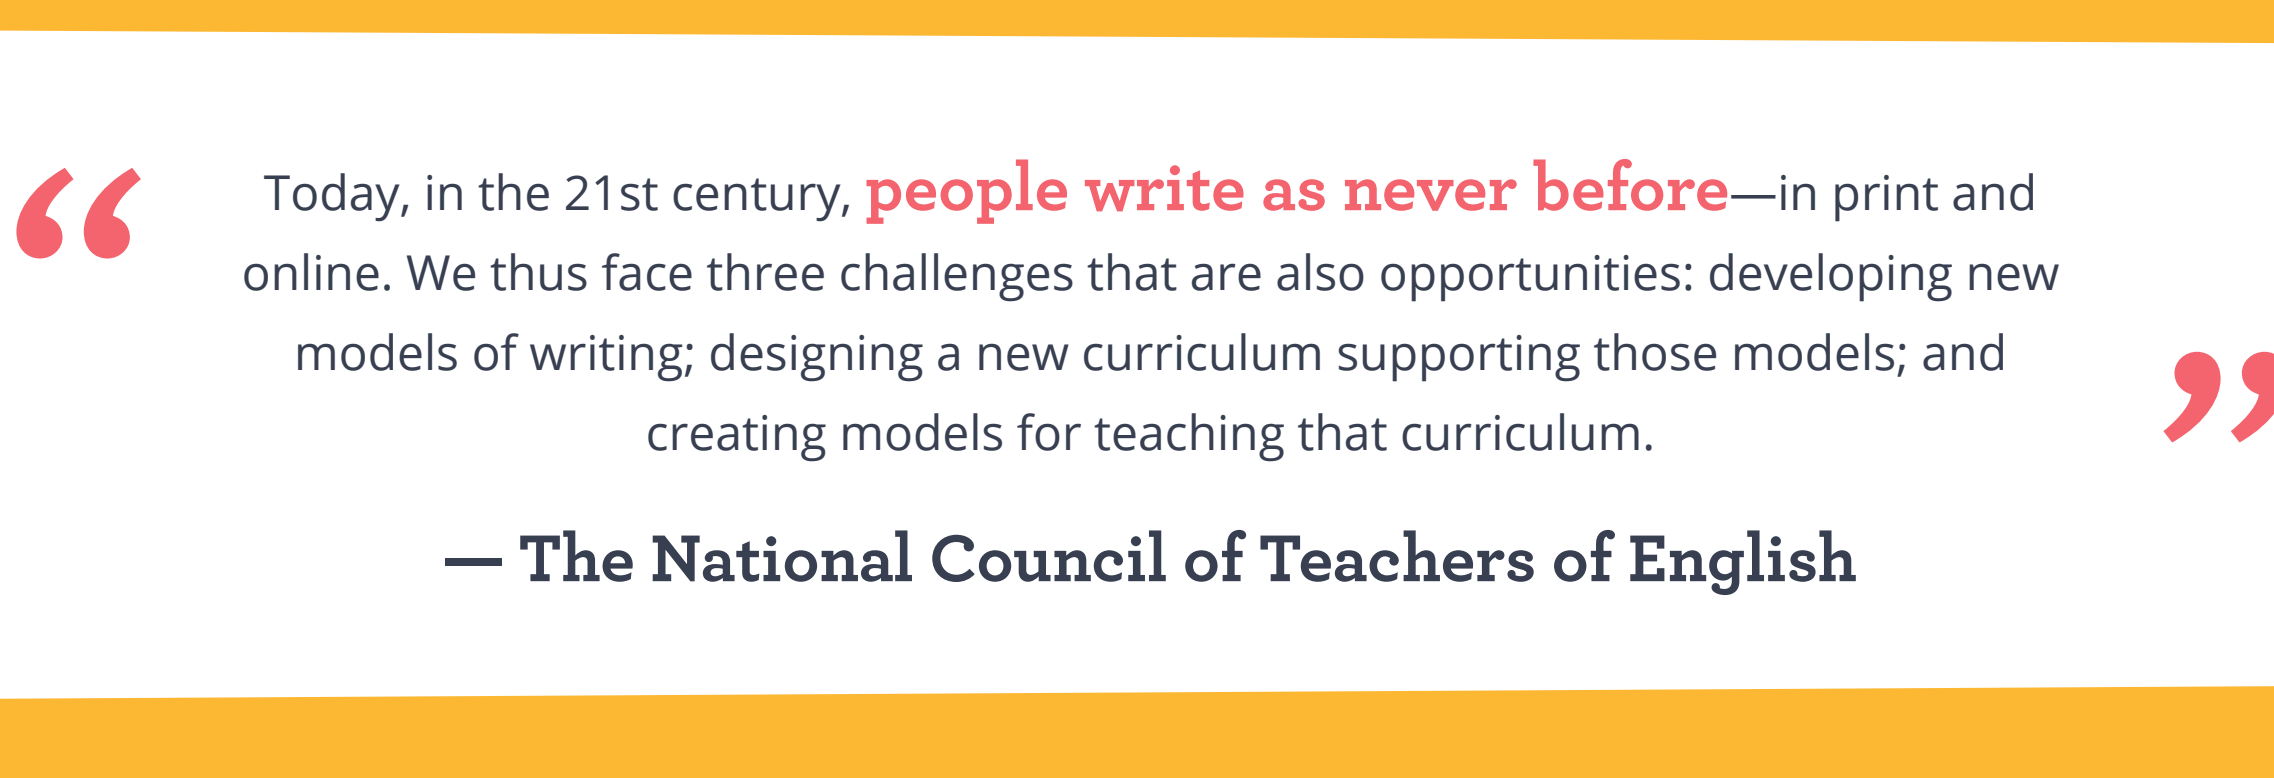 “
Today, in the 21st century, people write as never before—in print and
online. We thus face three challenges that are also opportunities: developing new
models of writing; designing a new curriculum supporting those models; and
creating models for teaching that curriculum.
”
— The National Council of Teachers of English